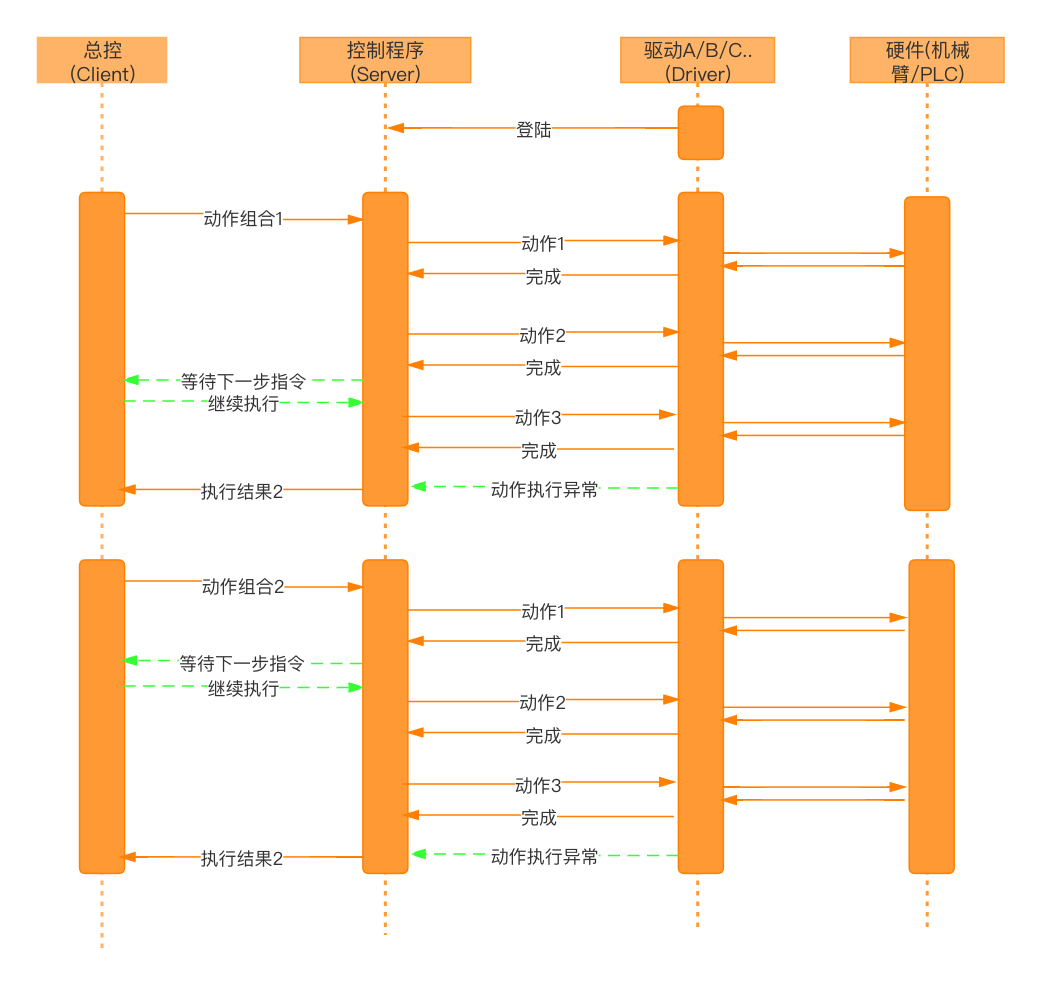 总控
(Client)
控制程序
(Server)
驱动A/B/C..
(Driver)
硬件(机械
臂/PLC)
登陆
动作组合1
动作1
完成
动作2
完成
等待下一步指令
继续执行
动作3
完成
动作执行异常
执行结果2
动作组合2
动作1
完成
等待下一步指令
继续执行
动作2
完成
动作3
完成
动作执行异常
执行结果2